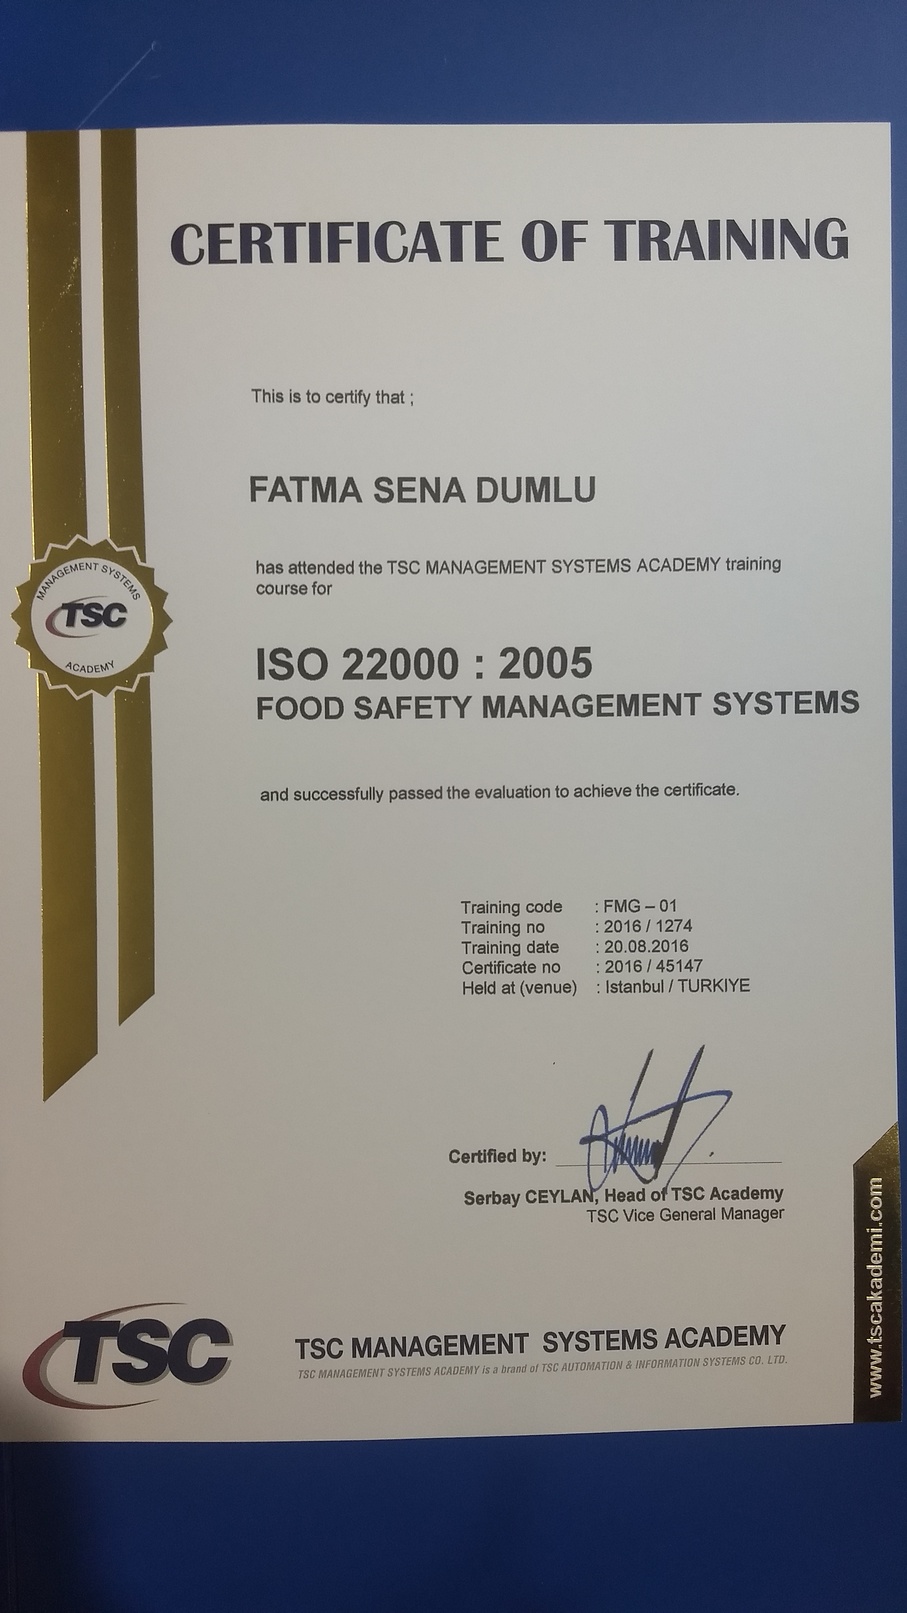 CERTIFICATE OF TRAINING
This is to certify that ;
FATMA SENA DUMLU
has attended the TSC MANAGEMENT SYSTEMS ACADEMY training
course for
MANAGEMENT SYSTEMS
TSC
ACADEMY
ISO 22000 : 2005
FOOD SAFETY MANAGEMENT SYSTEMS
and successfully passed the evaluation to achieve the certificate.
Training code : FMG – 01
Training no : 2016 / 1274
Training date : 20.08.2016
Certificate no : 2016 / 45147
Held at (venue) : Istanbul / TURKIYE
Certified by:
Serbay CEYLAN, Head of TSC Academy
TSC Vice General Manager
www.tscakademi.com
TSC
TSC MANAGEMENT SYSTEMS ACADEMY
TSC MANAGEMENT SYSTEMS ACADEMY is a brand of TSC AUTOMATION & INFORMATION SYSTEMS CO. LTD.